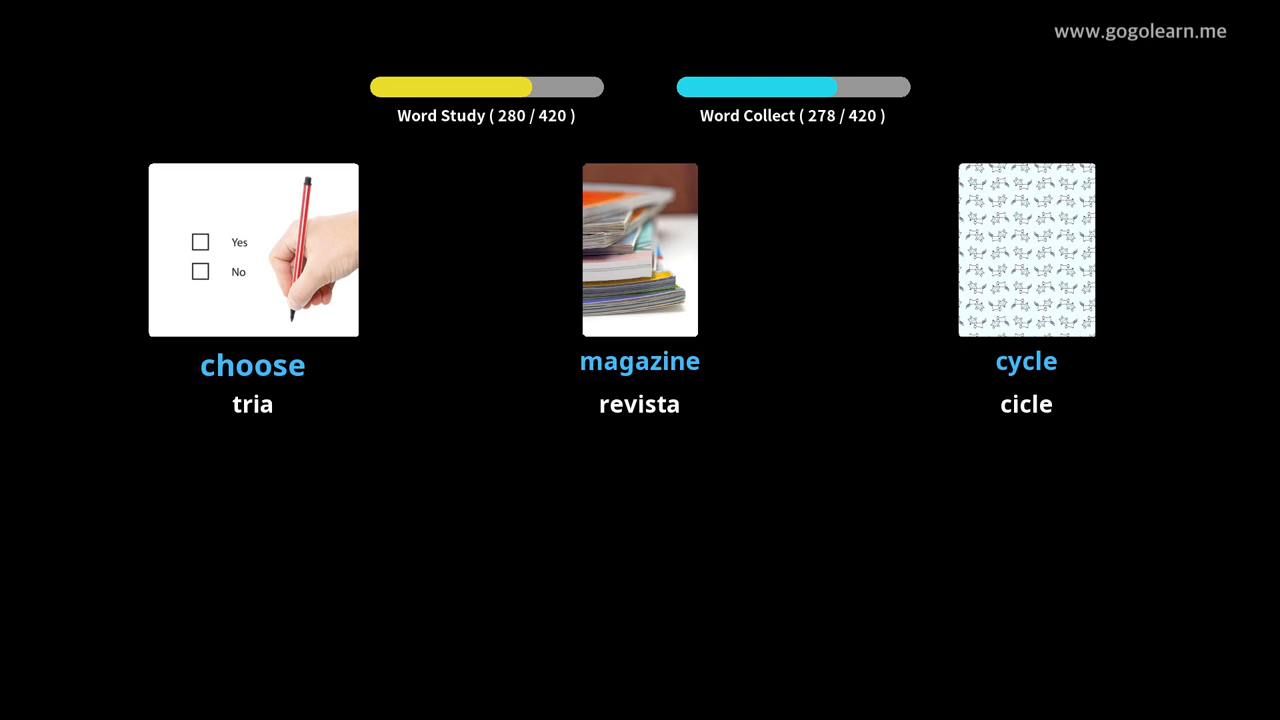 www.gogolearn.me
Word Study ( 280 / 420 )
Word Collect ( 278 / 420 )
Yes
No
choose
tria
magazine
revista
cycle
cicle